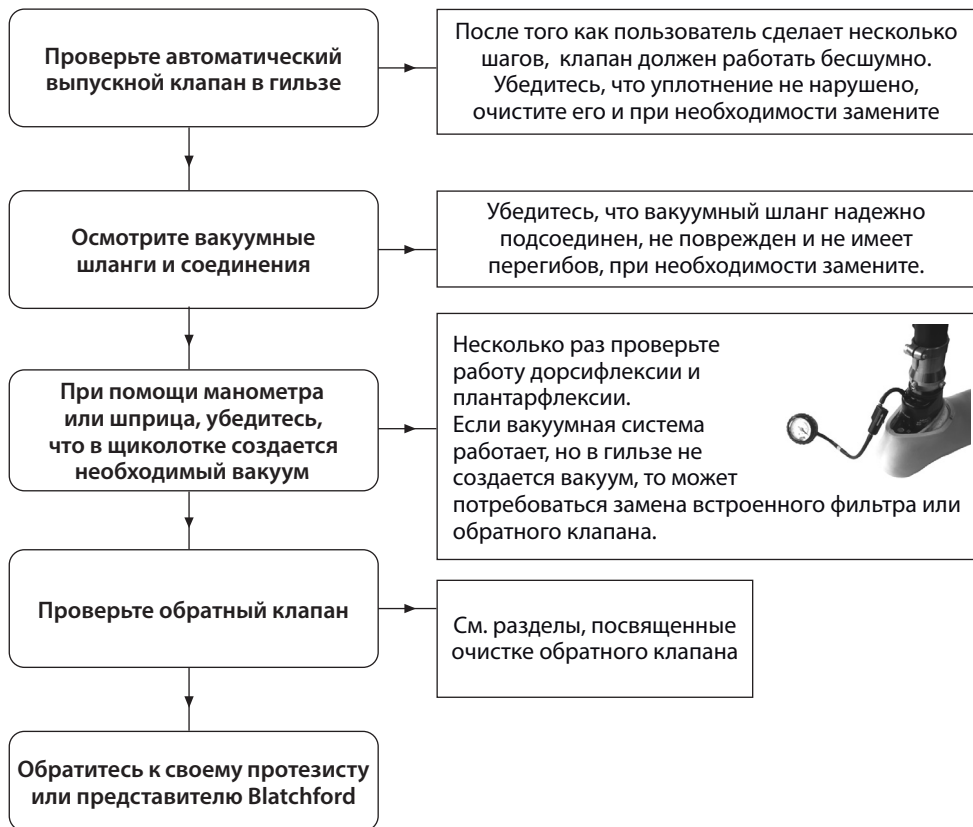 Проверьте автоматический
выпускной клапан в гильзе
После того как пользователь сделает несколько
шагов, клапан должен работать бесшумно.
Убедитесь, что уплотнение не нарушено,
очистите его и при необходимости замените
Осмотрите вакуумные
шланги и соединения
Убедитесь, что вакуумный шланг надежно
подсоединен, не поврежден и не имеет
перегибов, при необходимости замените.
При помощи манометра
или шприца, убедитесь,
что в щиколотке создается
необходимый вакуум
Несколько раз проверьте
работу дорсифлексии и
плантарфлексии.
Если вакуумная система
работает, но в гильзе не
создается вакуум, то может
потребоваться замена встроенного фильтра или
обратного клапана.
Проверьте обратный клапан
См. разделы, посвященные
очистке обратного клапана
Обратитесь к своему протезисту
или представителю Blatchford